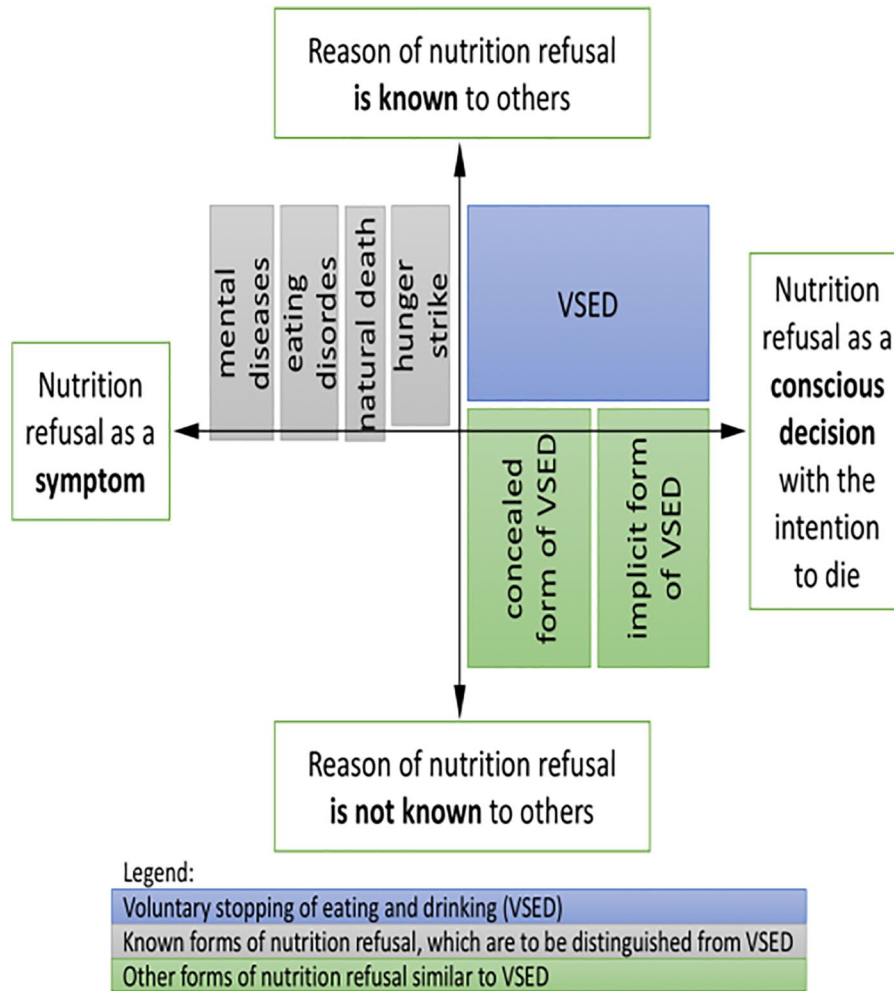 Reason of nutrition refusal
is known to others
mental
diseases
eating
disordes
natural death
hunger
strike
VSED
Nutrition
refusal as a
symptom
Nutrition
refusal as a
conscious
decision
with the
intention
to die
concealed
form of VSED
implicit form
of VSED
Reason of nutrition refusal
is not known to others
Legend:
Voluntary stopping of eating and drinking (VSED)
Known forms of nutrition refusal, which are to be distinguished from VSED
Other forms of nutrition refusal similar to VSED